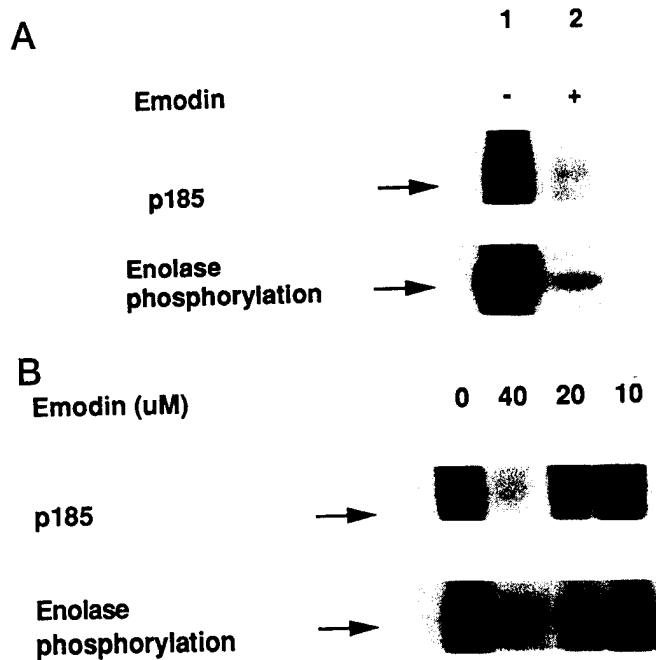 A
1 2
Emodin - +
p185
Enolase
phosphorylation
B
Emodin (uM) 0 40 20 10
p185
Enolase
phosphorylation